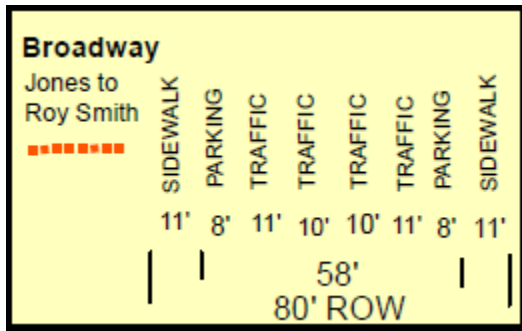 Broadway
Jones to
Roy Smith
SIDEWALK
PARKING
TRAFFIC
TRAFFIC
TRAFFIC
TRAFFIC
PARKING
SIDEWALK
11' 8' 11' 10' 10' 11' 8' 11'
58'
80' ROW